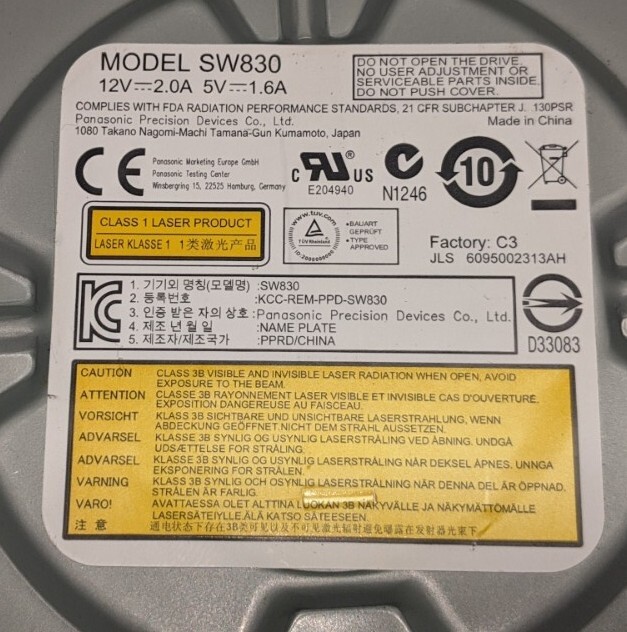 MODEL SW830
12V⎓2.0A 5V⎓1.6A
DO NOT OPEN THE DRIVE.
NO USER ADJUSTMENT OR
SERVICEABLE PARTS INSIDE.
DO NOT PUSH COVER.
COMPLIES WITH FDA RADIATION PERFORMANCE STANDARDS, 21 CFR SUBCHAPTER J. 130PSR
Panasonic Precision Devices Co., Ltd.
Made in China
1080 Takano Nagomi-Machi Tamana-Gun Kumamoto, Japan
CE
Panasonic Marketing Europe GmbH
Panasonic Testing Center
Winsbergring 15, 22525 Hamburg, Germany
C RU® US
E204940
N1246
10
CLASS 1 LASER PRODUCT
LASER KLASSE 1 1类激光产品
www.tuv.com
TÜV Rheinland
•BAUART
GEPRÜFT
•TYPE
APPROVED
Factory: C3
JLS 6095002313AH
KC
1. 기기의 명칭(모델명) :SW830
2. 등록번호 :KCC-REM-PPD-SW830
3. 인증 받은 자의 상호 :Panasonic Precision Devices Co., Ltd.
4. 제조 년 월 일 :NAME PLATE
5. 제조자/제조국가 :PPRD/CHINA
D33083
CAUTION CLASS 3B VISIBLE AND INVISIBLE LASER RADIATION WHEN OPEN, AVOID
EXPOSURE TO THE BEAM.
ATTENTION CLASSE 3B RAYONNEMENT LASER VISIBLE ET INVISIBLE CAS D'OUVERTURE,
EXPOSITION DANGEREUSE AU FAISCEAU.
VORSICHT KLASS 3B SICHTBARE UND UNSICHTBARE LASERSTRAHLUNG, WENN
ABDECKUNG GEÖFFNET.NICHT DEM STRAHL AUSSETZEN.
ADVARSEL KLASSE 3B SYNLIG OG USYNLIG LASERSTRÅLING VED ÅBNING. UNDGÅ
UDSÆTTELSE FOR STRÅLING.
ADVARSEL KLASSE 3B SYNLIG OG USYNLIG LASERSTRÅLING NÅR DEKSEL ÅPNES. UNNGA
EKSPONERING FOR STRÅLEN.
VARNING KLASS 3B SYNLIG OCH OSYNLIG LASERSTRÅLNING NÄR DENNA DEL ÄR ÖPPNAD.
STRÅLEN ÄR FARLIG.
VARO! AVATTAESSA OLET ALTTIINA LUOKAN 3B NÄKYVÄLLE JA NÄKYMÄTTÖMÄLLE
LASERSÄTEILYLLE.ÄLÄ KATSO SÄTEESEEN.
注 意 通电状态下存在3B类可见以及不可见激光辐射避免曝露在发射器光束下